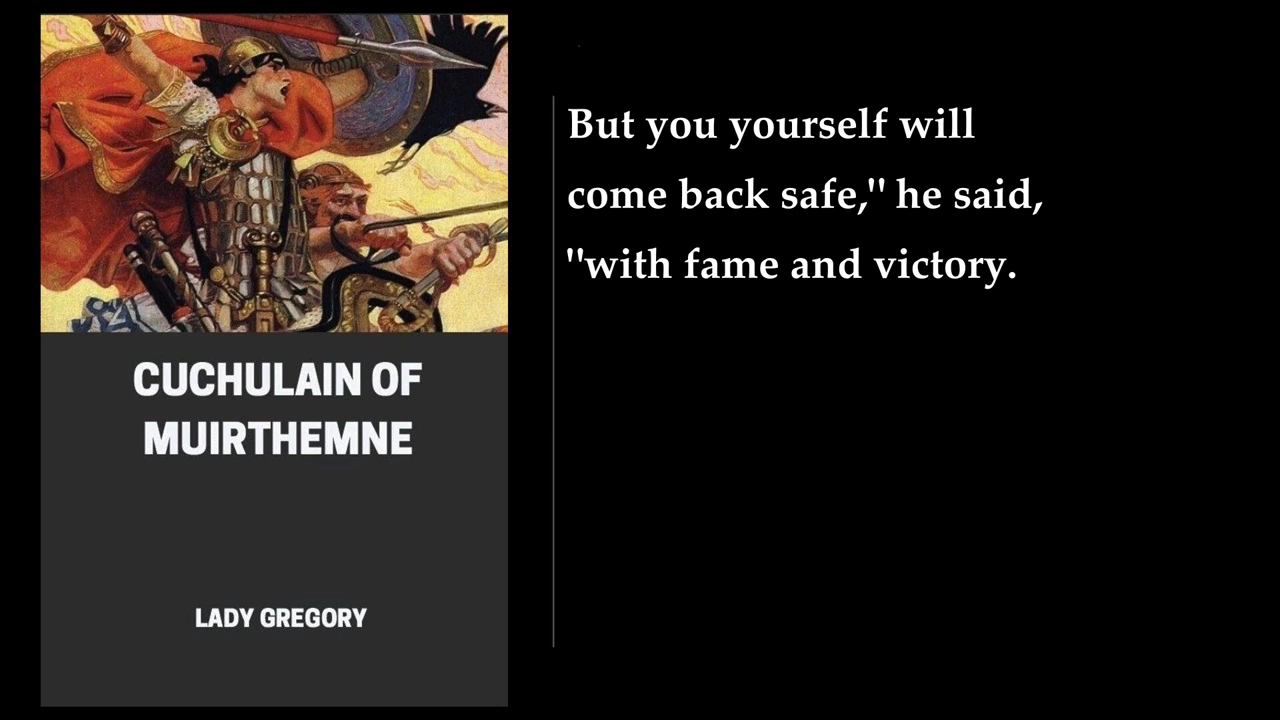 CUCHULAIN OF
MUIRTHEMNE
LADY GREGORY
But you yourself will
come back safe," he said,
"with fame and victory.